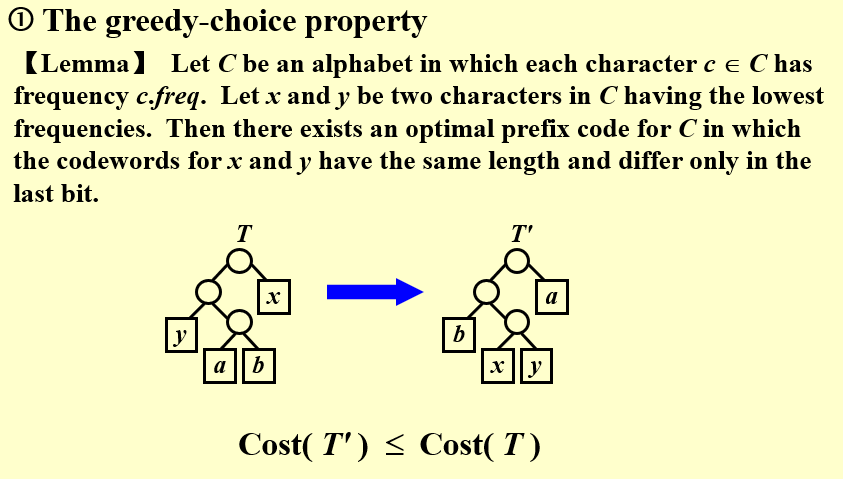 ① The greedy-choice property
【Lemma】 Let C be an alphabet in which each character c ∈ C has
frequency c.freq. Let x and y be two characters in C having the lowest
frequencies. Then there exists an optimal prefix code for C in which
the codewords for x and y have the same length and differ only in the
last bit.
T T′
x a
y b
a b x y
Cost( T′ ) ≤ Cost( T )